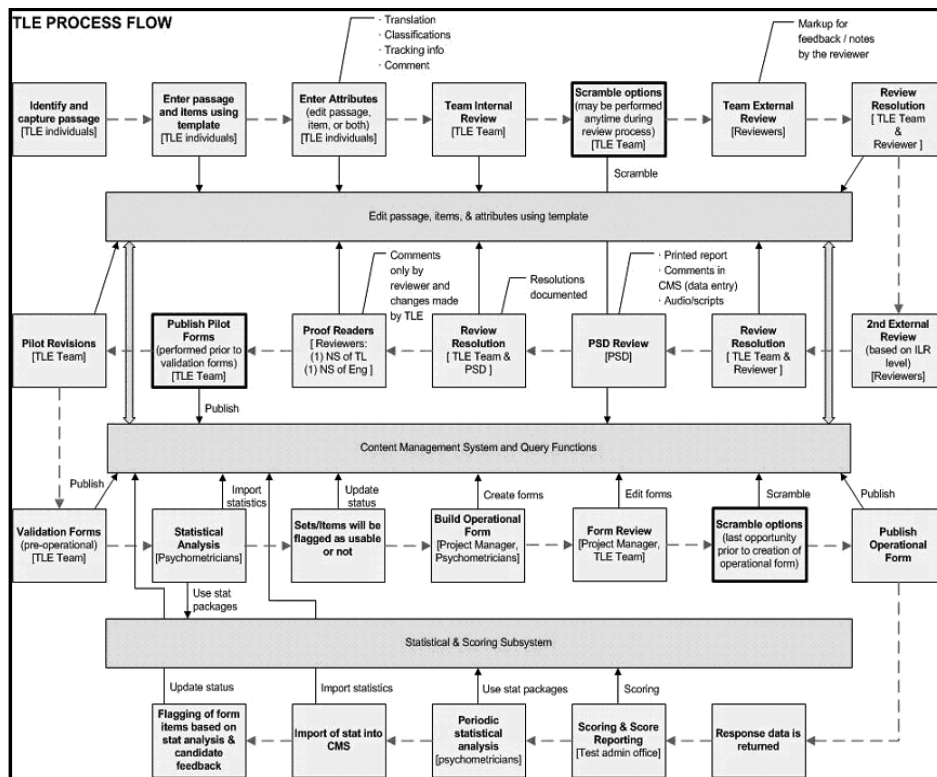 TLE PROCESS FLOW
· Translation
· Classifications
· Tracking info
· Comment
Markup for
feedback / notes
by the reviewer
Identify and
capture passage
[TLE individuals]
Enter passage
and items using
template
[TLE individuals]
Enter Attributes
(edit passage,
item, or both)
[TLE individuals]
Team Internal
Review
[TLE Team]
Scramble options
(may be performed
anytime during
review process)
[TLE Team]
Team External
Review
[Reviewers]
Review
Resolution
[ TLE Team
&
Reviewer ]
Scramble
Edit passage, items, & attributes using template
Comments
only by
reviewer and
changes made
by TLE
Resolutions
documented
· Printed report
· Comments in
CMS (data entry)
· Audio/scripts
Pilot Revisions
[TLE Team]
Publish Pilot
Forms
(performed prior to
validation forms)
[TLE Team]
Proof Readers
[ Reviewers:
(1) NS of TL
(1) NS of Eng ]
Review
Resolution
[ TLE Team &
PSD ]
PSD Review
[PSD]
Review
Resolution
[ TLE Team &
Reviewer ]
2nd External
Review
(based on ILR
level)
[Reviewers]
Publish
Content Management System and Query Functions
Publish
Import
statistics
Update
status
Create forms
Edit forms
Scramble
Publish
Validation Forms
(pre-operational)
[TLE Team]
Statistical
Analysis
[Psychometricians]
Sets/Items will be
flagged as usable
or not
Build Operational
Form
[Project Manager,
Psychometricians]
Form Review
[Project Manager,
TLE Team]
Scramble options
(last opportunity
prior to creation of
operational form)
Publish
Operational
Form
Use stat
packages
Statistical & Scoring Subsystem
Update status
Import statistics
Use stat packages
Scoring
Flagging of form
items based on
stat analysis &
candidate
feedback
Import of stat into
CMS
Periodic
statistical
analysis
[psychometricians]
Scoring & Score
Reporting
[Test admin office]
Response data is
returned